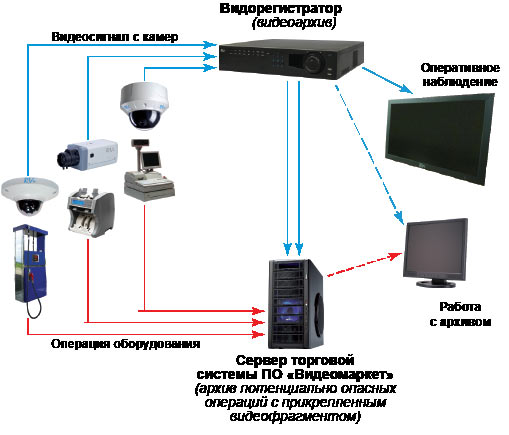 Видорегистратор
(видеоархив)
Видеосигнал с камер
Оперативное
наблюдение
Работа
с архивом
Операция оборудования
Сервер торговой
системы ПО «Видеомаркет»
(архив потенциально опасных
операций с прикрепленным
видеофрагментом)